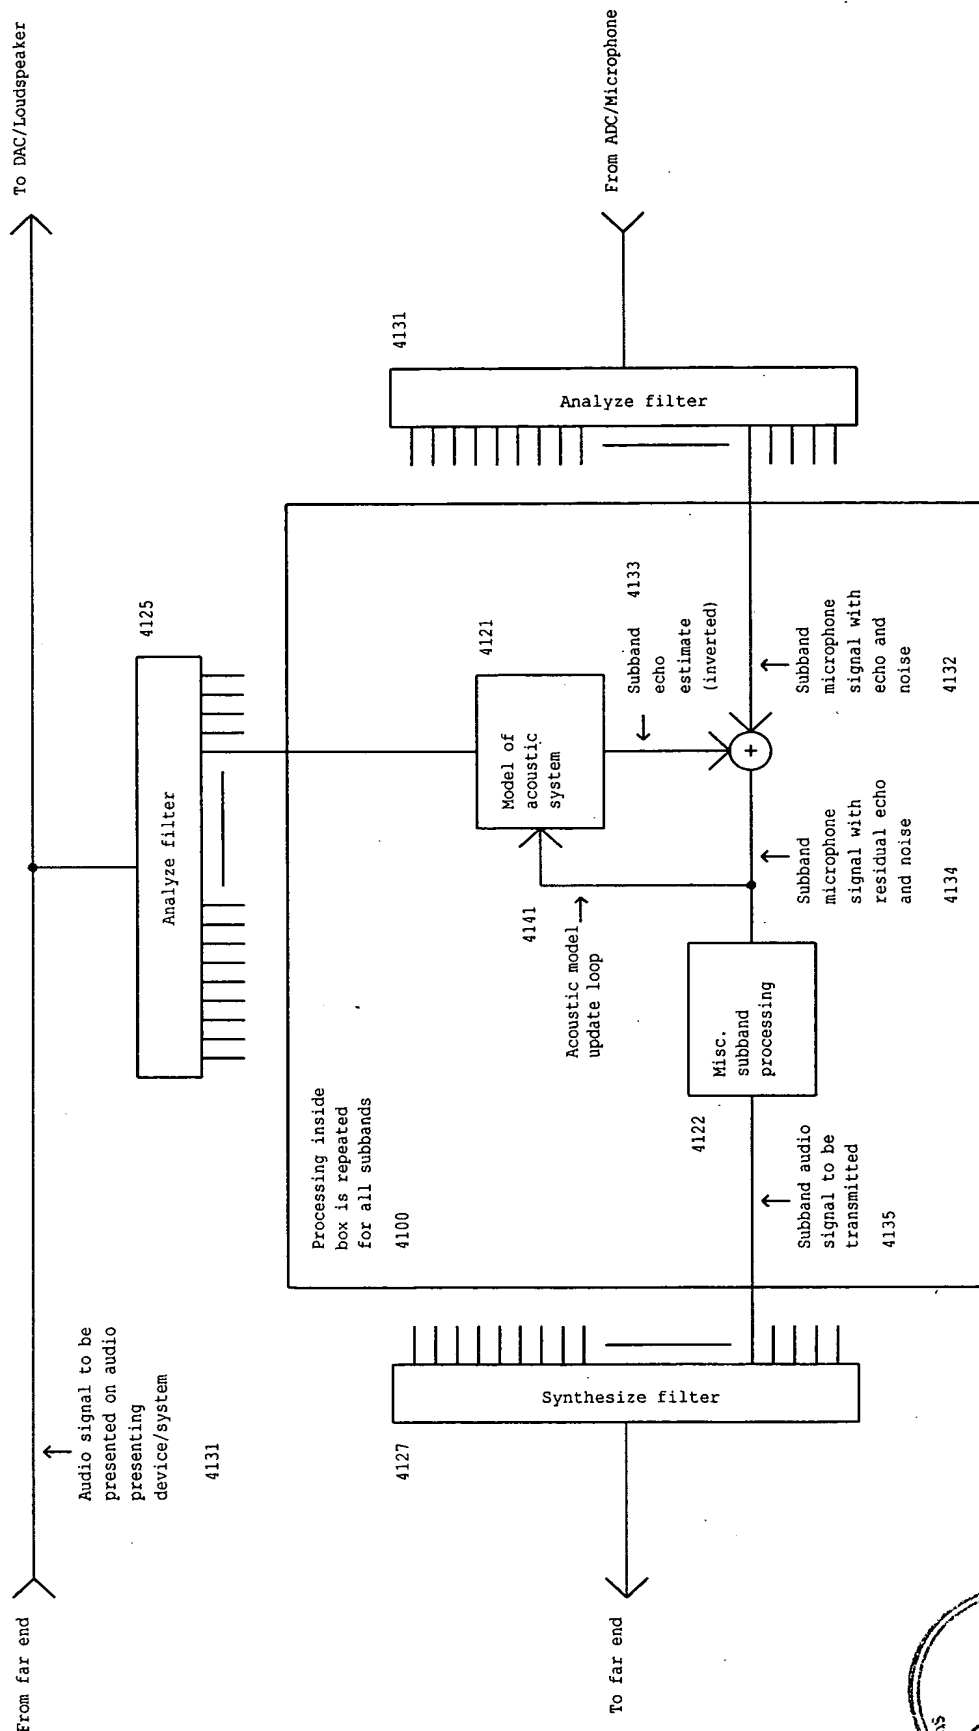 From far end
To DAC/Loudspeaker
Audio signal to be
presented on audio
presenting
device/system
4131
4125
Analyze filter
Processing inside
box is repeated
for all subbands
4100
4131
Analyze filter
From ADC/Microphone
4121
Model of
acoustic
system
4133
Subband
echo
estimate
(inverted)
4141
Acoustic model
update loop
+
Subband
microphone
signal with
echo and
noise
4132
Subband
microphone
signal with
residual echo
and noise
4134
4122
Misc.
subband
processing
Subband audio
signal to be
transmitted
4135
4127
Synthesize filter
To far end